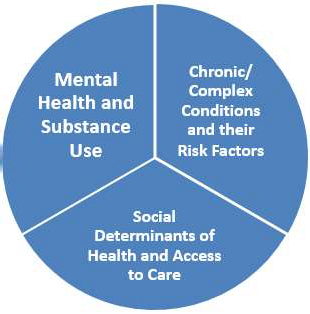 Mental
Health and
Substance
Use
Chronic/
Complex
Conditions
and their
Risk Factors
Social
Determinants of
Health and Access
to Care